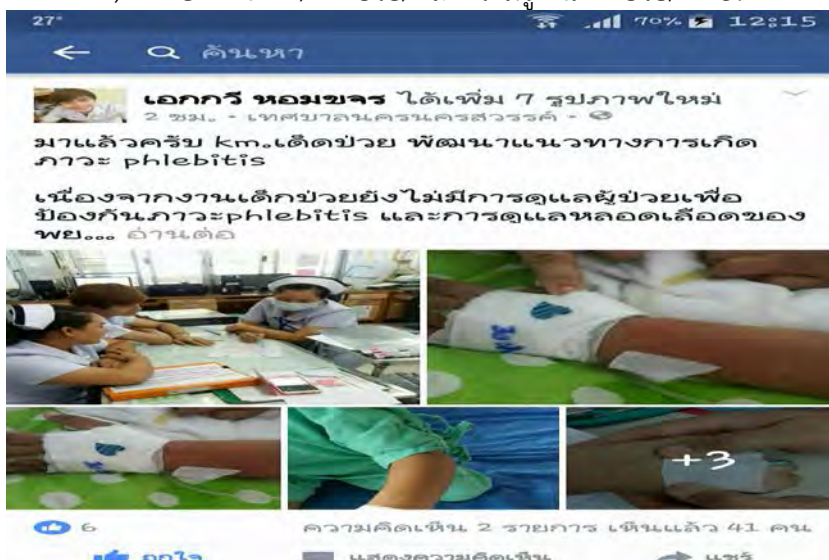 27°
70% 12:15
ค้นหา
เอกกวี หอมขจร ได้เพิ่ม 7 รูปภาพใหม่
2 ชม. • เทศบาลนครนครสวรรค์ •
มาแล้วครับ km.เด็กป่วย พัฒนาแนวทางการเกิด
ภาวะ phlebitis
เนื่องจากงานเด็กป่วยยังไม่มีการดูแลผู้ป่วยเพื่อ
ป้องกันภาวะphlebitis และการดูแลหลอดเลือดของ
พย... อ่านต่อ
+3
6
ความคิดเห็น 2 รายการ เห็นแล้ว 41 คน
ถูกใจ
แสดงความคิดเห็น
แชร์